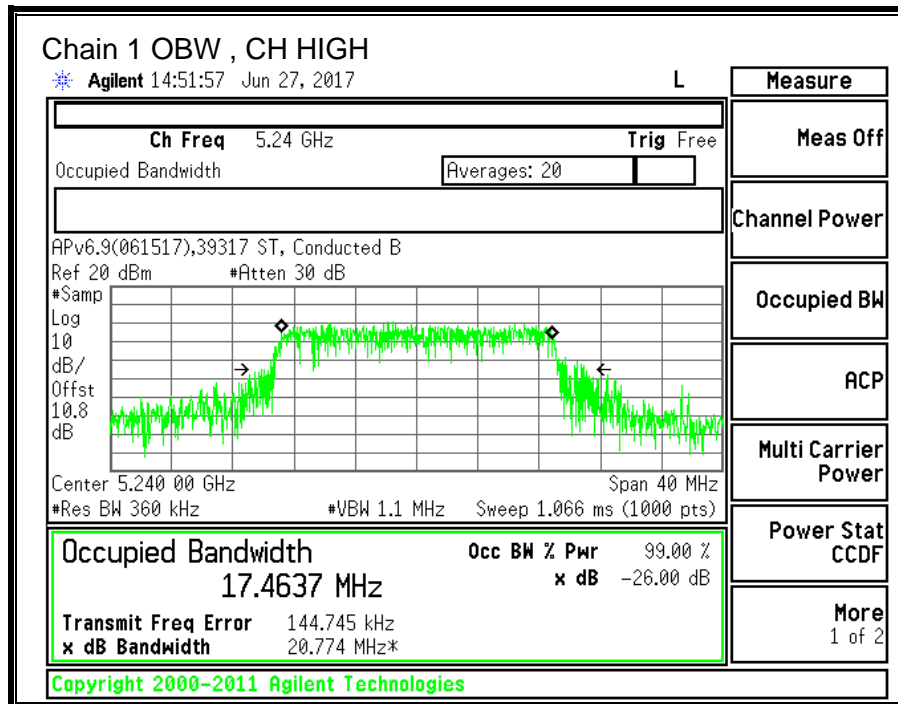 Chain 1 OBW , CH HIGH
Agilent 14:51:57 Jun 27, 2017 L
Measure
Ch Freq 5.24 GHz Trig Free
Meas Off
Occupied Bandwidth Averages: 20
Channel Power
APv6.9(061517),39317 ST, Conducted B
Ref 20 dBm #Atten 30 dB
#Samp
Log
10
dB/
Offst
10.8
dB
Occupied BW
ACP
Multi Carrier
Power
Center 5.240 00 GHz Span 40 MHz
#Res BW 360 kHz #VBW 1.1 MHz Sweep 1.066 ms (1000 pts)
Power Stat
CCDF
Occupied Bandwidth Occ BW % Pwr 99.00 %
17.4637 MHz x dB -26.00 dB
Transmit Freq Error 144.745 kHz
x dB Bandwidth 20.774 MHz*
More
1 of 2
Copyright 2000-2011 Agilent Technologies